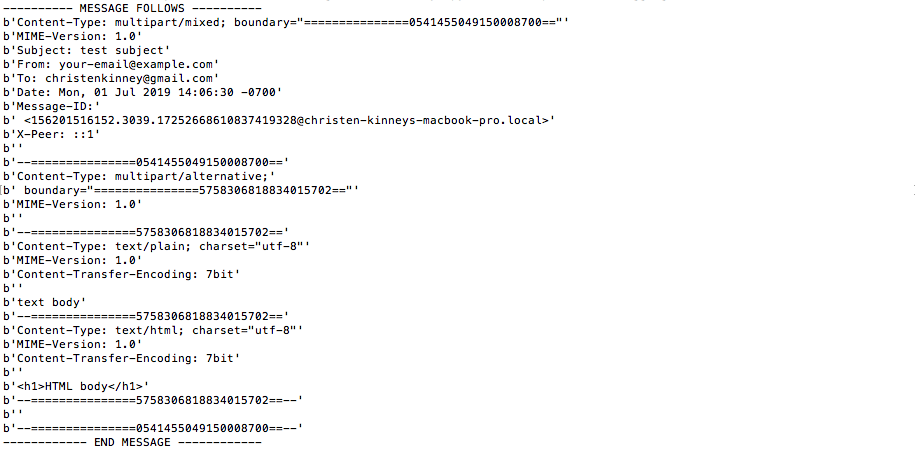 ---------- MESSAGE FOLLOWS ----------
b'Content-Type: multipart/mixed; boundary="===============0541455049150008700=="'
b'MIME-Version: 1.0'
b'Subject: test subject'
b'From: your-email@example.com'
b'To: christenkinney@gmail.com'
b'Date: Mon, 01 Jul 2019 14:06:30 -0700'
b'Message-ID:'
b' <156201516152.3039.17252668610837419328@christen-kinneys-macbook-pro.local>'
b'X-Peer: ::1'
b''
b'--===============0541455049150008700=='
b'Content-Type: multipart/alternative;'
b' boundary="===============5758306818834015702=="'
b'MIME-Version: 1.0'
b''
b'--===============5758306818834015702=='
b'Content-Type: text/plain; charset="utf-8"'
b'MIME-Version: 1.0'
b'Content-Transfer-Encoding: 7bit'
b''
b'text body'
b'--===============5758306818834015702=='
b'Content-Type: text/html; charset="utf-8"'
b'MIME-Version: 1.0'
b'Content-Transfer-Encoding: 7bit'
b''
b'<h1>HTML body</h1>'
b'--===============5758306818834015702==--'
b''
b'--===============0541455049150008700==--'
------------ END MESSAGE ------------